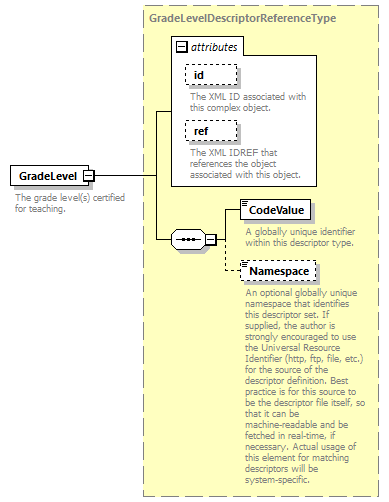 GradeLevelDescriptorReferenceType
attributes
id
The XML ID associated with
this complex object.
ref
The XML IDREF that
references the object
associated with this object.
GradeLevel
The grade level(s) certified
for teaching.
CodeValue
A globally unique identifier
within this descriptor type.
Namespace
An optional globally unique
namespace that identifies
this descriptor set. If
supplied, the author is
strongly encouraged to use
the Universal Resource
Identifier (http, ftp, file, etc.)
for the source of the
descriptor definition. Best
practice is for this source to
be the descriptor file itself, so
that it can be
machine-readable and be
fetched in real-time, if
necessary. Actual usage of
this element for matching
descriptors will be
system-specific.